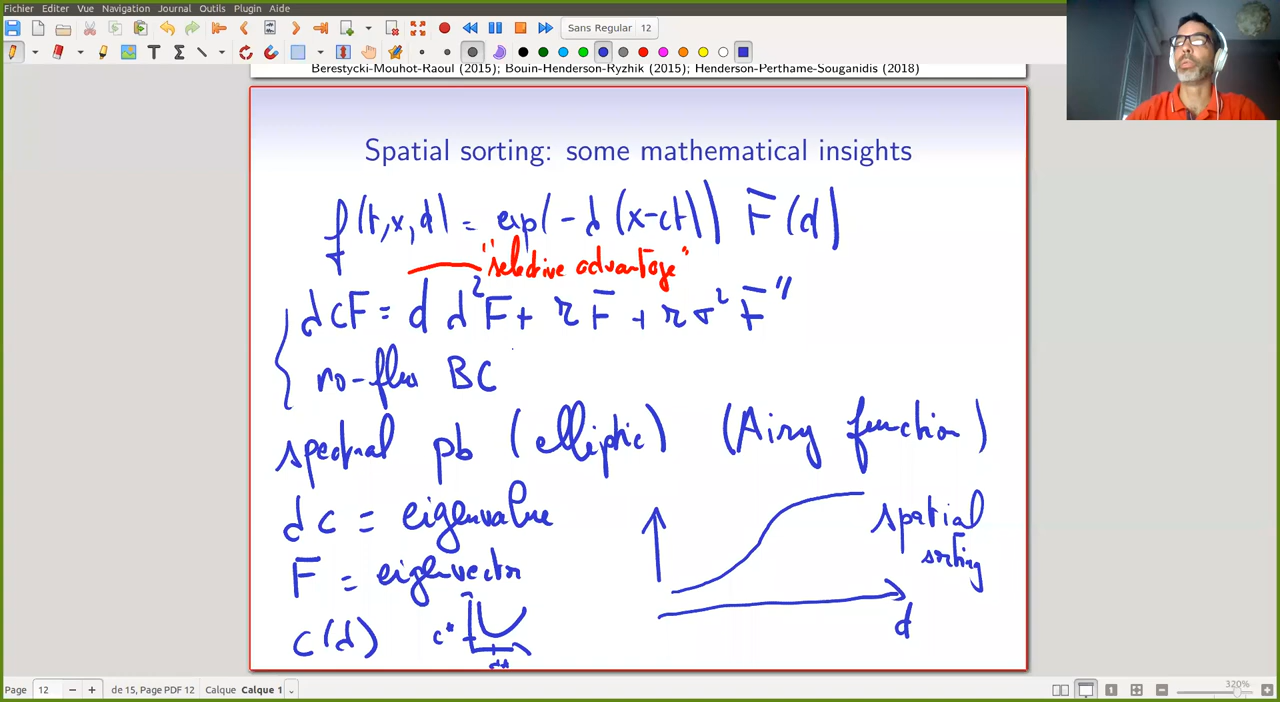 Fichier Editer Vue Navigation Journal Outils Plugin Aide
Sans Regular 12
Berestycki-Mouhot-Raoul (2015); Bouin-Henderson-Ryzhik (2015); Henderson-Perthame-Souganidis (2018)
Spatial sorting: some mathematical insights
f(t,x,d) = exp(-λ(x-ct)) F(d)
"selective advantage"
λcF = d λ²F + rF + rσ²F''
no-flux BC
spectral pb (elliptic) (Airy function)
λc = eigenvalue
spatial
sorting
F = eigenvector
d
c(λ) c* λ*
Page 12 de 15, Page PDF 12 Calque Calque 1
320%